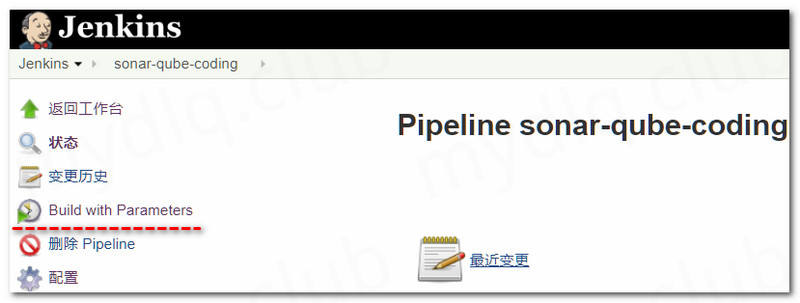 Jenkins
Jenkins sonar-qube-coding
返回工作台
状态
变更历史
Build with Parameters
删除 Pipeline
配置
Pipeline sonar-qube-coding
最近变更
mydlq.club